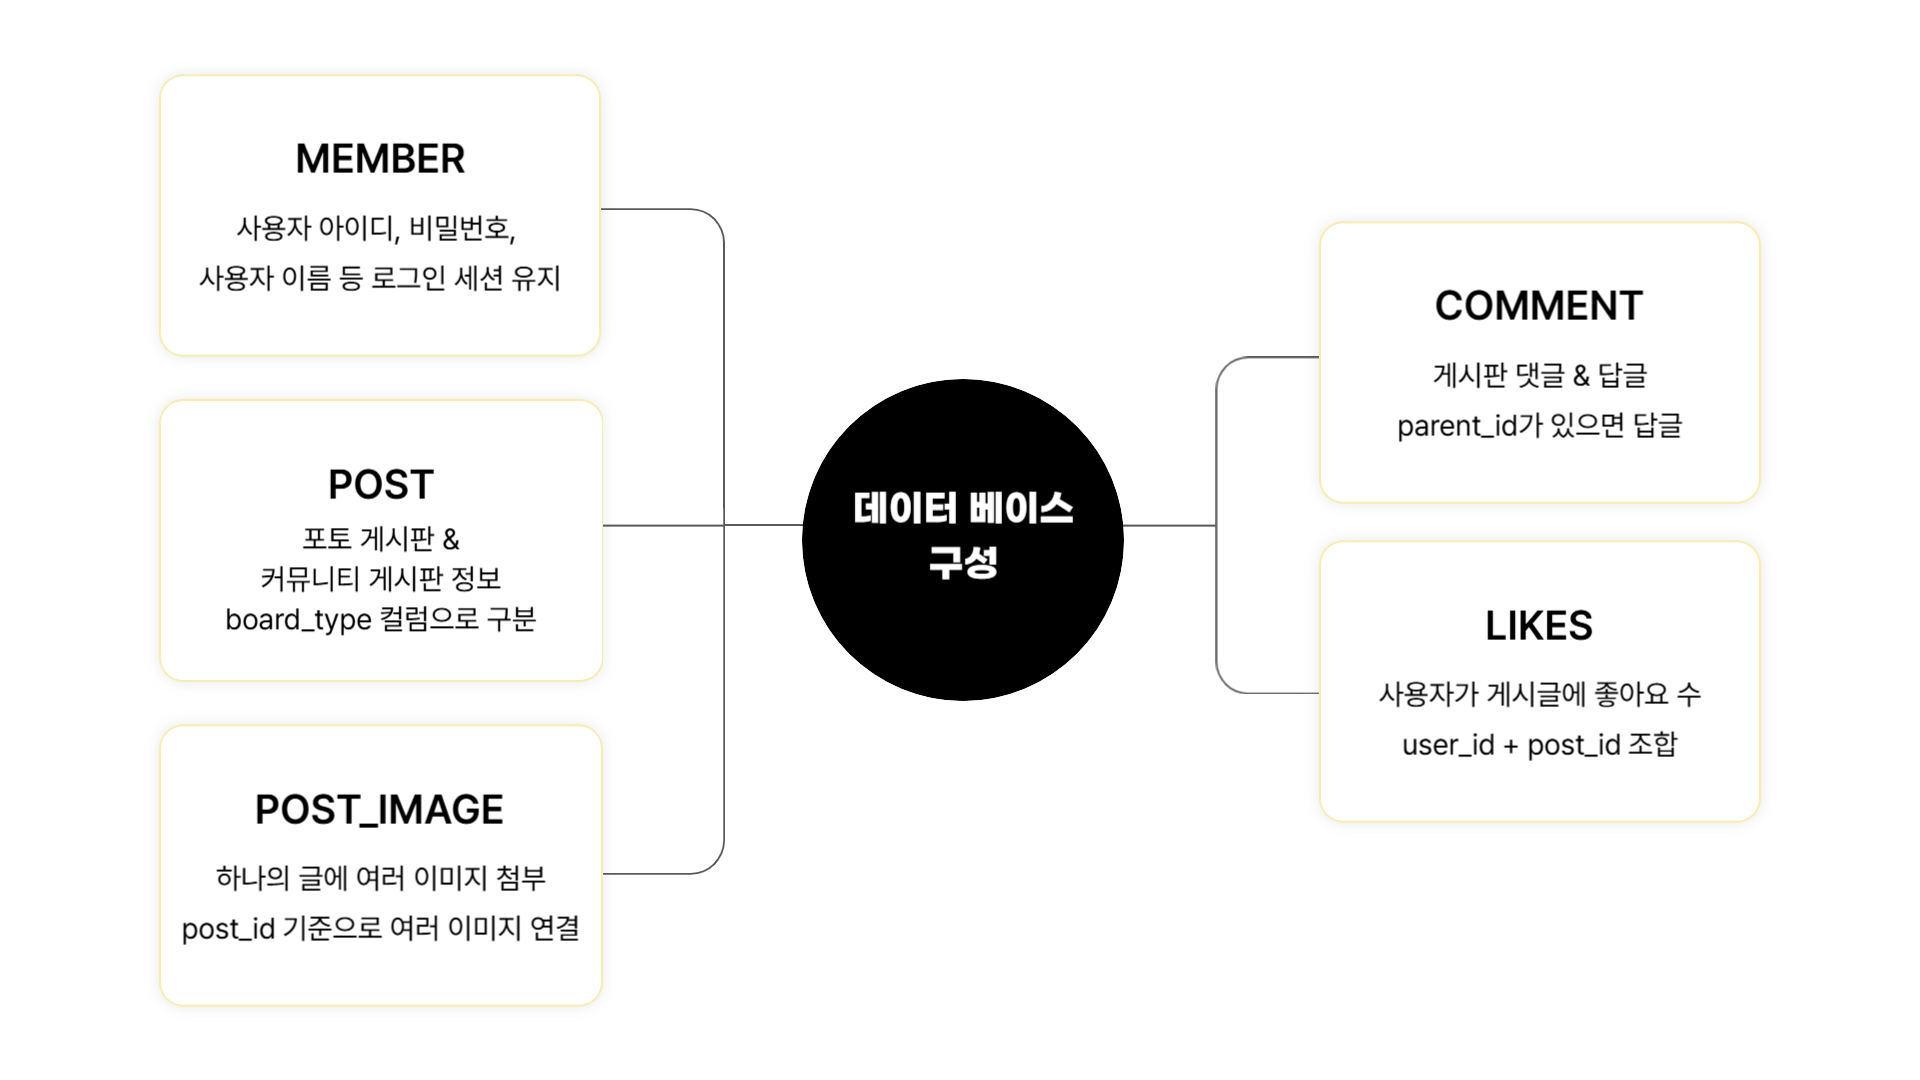 MEMBER
사용자 아이디, 비밀번호,
사용자 이름 등 로그인 세션 유지
POST
포토 게시판 &
커뮤니티 게시판 정보
board_type 컬럼으로 구분
POST_IMAGE
하나의 글에 여러 이미지 첨부
post_id 기준으로 여러 이미지 연결
데이터 베이스
구성
COMMENT
게시판 댓글 & 답글
parent_id가 있으면 답글
LIKES
사용자가 게시글에 좋아요 수
user_id + post_id 조합